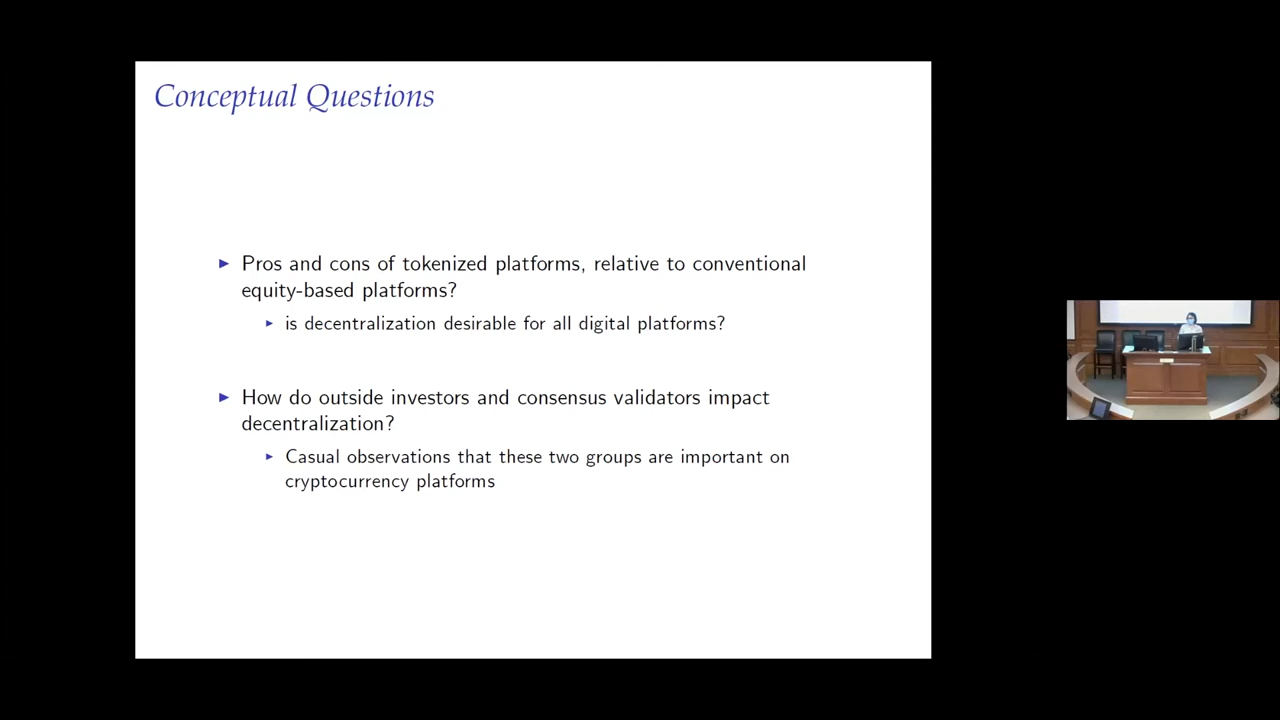 Conceptual Questions
Pros and cons of tokenized platforms, relative to conventional
equity-based platforms?
is decentralization desirable for all digital platforms?
How do outside investors and consensus validators impact
decentralization?
Casual observations that these two groups are important on
cryptocurrency platforms